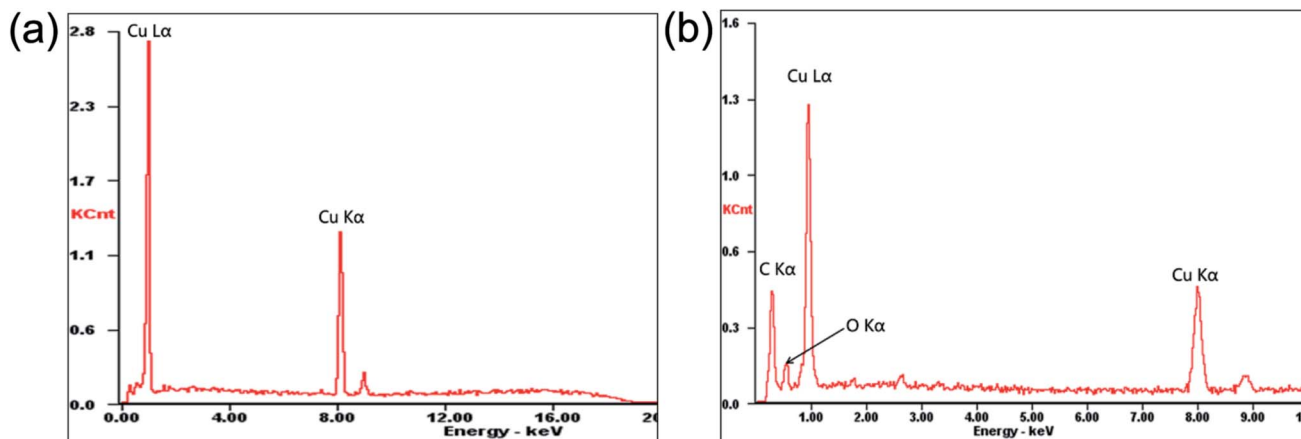 (a)
2.8
2.3
1.7
KCnt
1.1
0.6
0.0
Cu Lα
Cu Kα
0.00
4.00
8.00
12.00
16.00
20
Energy - keV
(b)
1.6
1.3
1.0
KCnt
0.6
0.3
0.0
C Kα
O Kα
Cu Lα
Cu Kα
1.00
2.00
3.00
4.00
5.00
6.00
7.00
8.00
9.00
Energy - keV